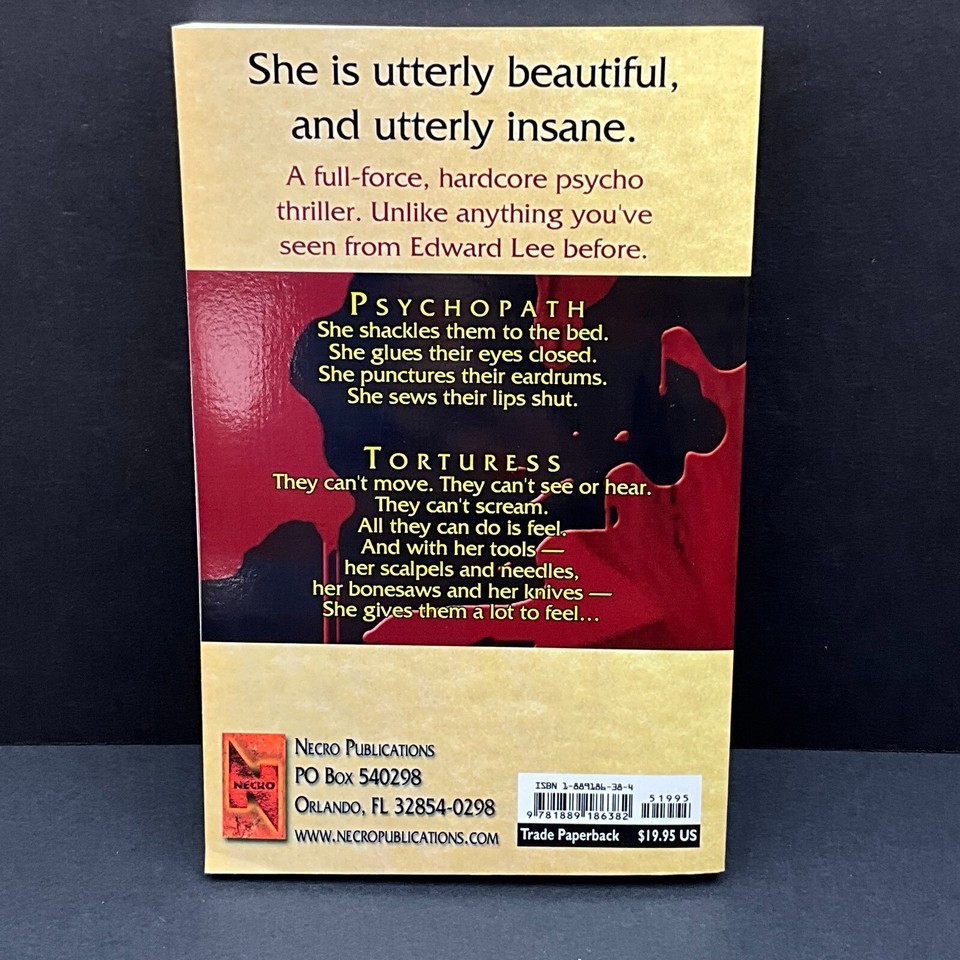 She is utterly beautiful,
and utterly insane.
A full-force, hardcore psycho
thriller. Unlike anything you've
seen from Edward Lee before.
PSYCHOPATH
She shackles them to the bed.
She glues their eyes closed.
She punctures their eardrums.
She sews their lips shut.
TORTURESS
They can't move. They can't see or hear.
They can't scream.
All they can do is feel.
And with her tools —
her scalpels and needles,
her bonesaws and her knives —
She gives them a lot to feel...
NECRO
NECRO PUBLICATIONS
PO BOX 540298
ORLANDO, FL 32854-0298
WWW.NECROPUBLICATIONS.COM
ISBN 1-889186-38-4
51995
9 781889 186382
Trade Paperback $19.95 US